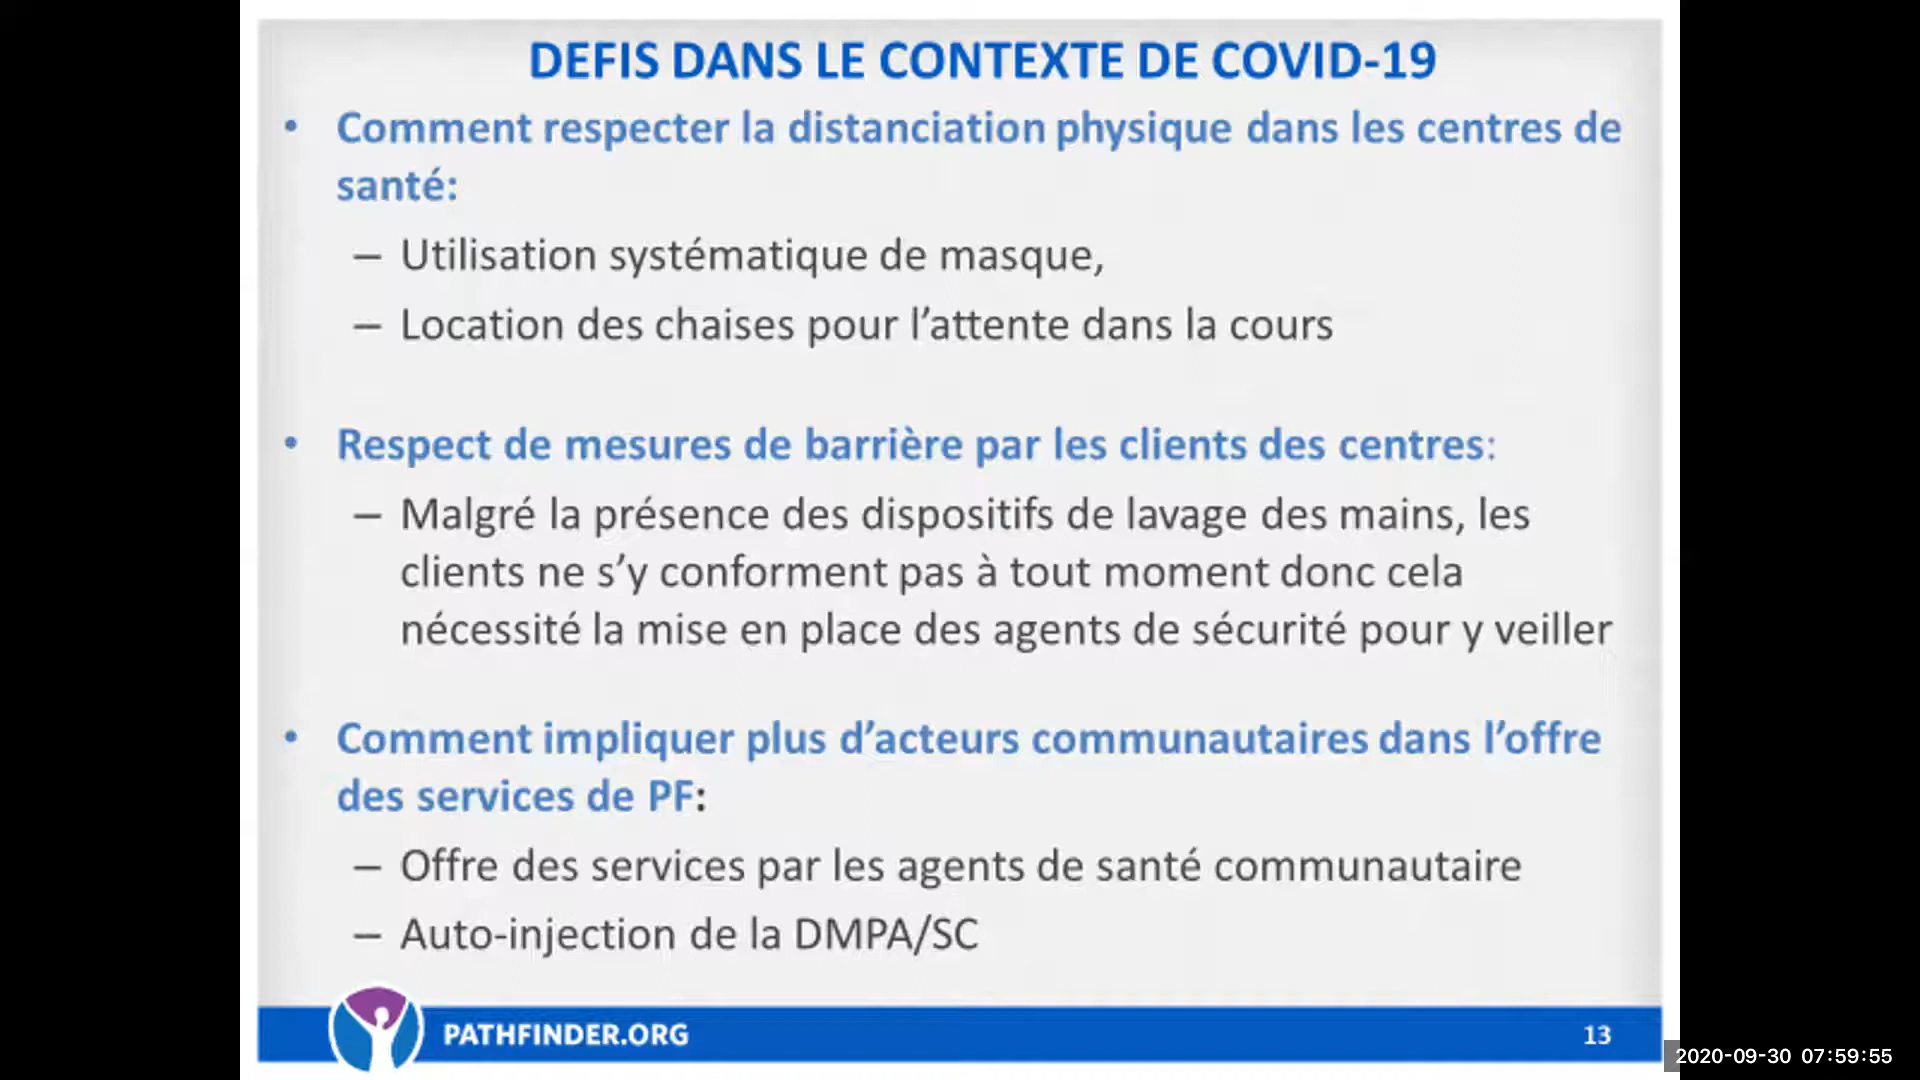 DEFIS DANS LE CONTEXTE DE COVID-19
• Comment respecter la distanciation physique dans les centres de
santé:
– Utilisation systématique de masque,
– Location des chaises pour l’attente dans la cours
• Respect de mesures de barrière par les clients des centres:
– Malgré la présence des dispositifs de lavage des mains, les
clients ne s’y conforment pas à tout moment donc cela
nécessité la mise en place des agents de sécurité pour y veiller
• Comment impliquer plus d’acteurs communautaires dans l’offre
des services de PF:
– Offre des services par les agents de santé communautaire
– Auto-injection de la DMPA/SC
PATHFINDER.ORG
13
2020-09-30 07:59:55